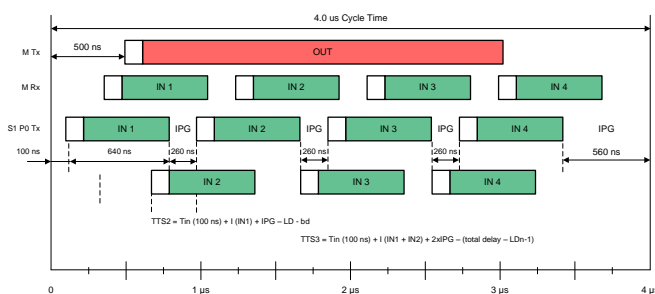 4.0 us Cycle Time
500 ns
M Tx
OUT
M Rx
IN 1
IN 2
IN 3
IN 4
S1 P0 Tx
IN 1
IPG
IN 2
IPG
IN 3
IPG
IN 4
IPG
100 ns
640 ns
260 ns
260 ns
260 ns
560 ns
IN 2
IN 3
IN 4
TTS2 = Tin (100 ns) + I (IN1) + IPG – LD - bd
TTS3 = Tin (100 ns) + I (IN1 + IN2) + 2xIPG – (total delay – LDn-1)
0
1 µs
2 µs
3 µs
4 µs